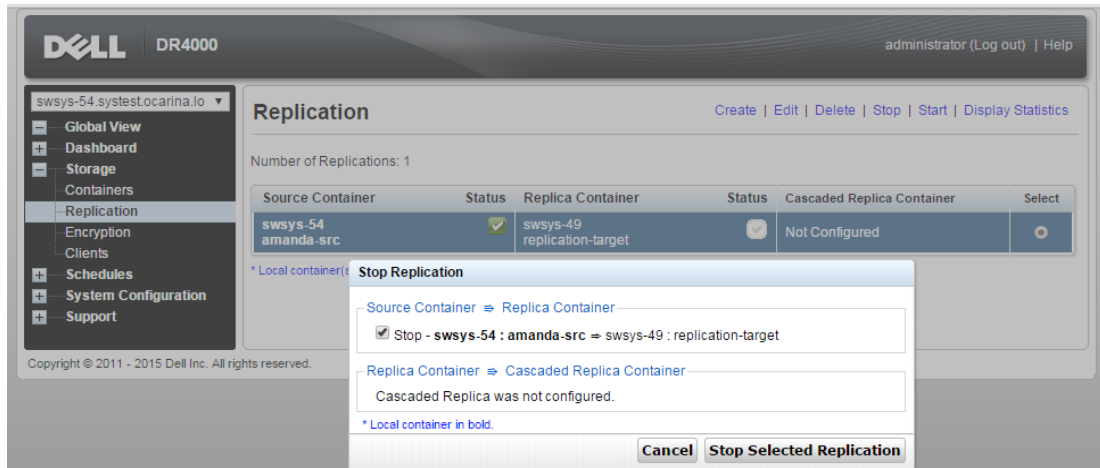 DELL DR4000 administrator (Log out) | Help
swsys-54.systest.ocarina.lo
Global View
Dashboard
Storage
Containers
Replication
Encryption
Clients
Schedules
System Configuration
Support
Replication Create | Edit | Delete | Stop | Start | Display Statistics
Number of Replications: 1
Source Container Status Replica Container Status Cascaded Replica Container Select
swsys-54 swsys-49 Not Configured
amanda-src replication-target
* Local container(s
Stop Replication
Source Container ⇒ Replica Container
Stop - swsys-54 : amanda-src ⇒ swsys-49 : replication-target
Replica Container ⇒ Cascaded Replica Container
Cascaded Replica was not configured.
* Local container in bold.
Cancel Stop Selected Replication
Copyright © 2011 - 2015 Dell Inc. All rights reserved.